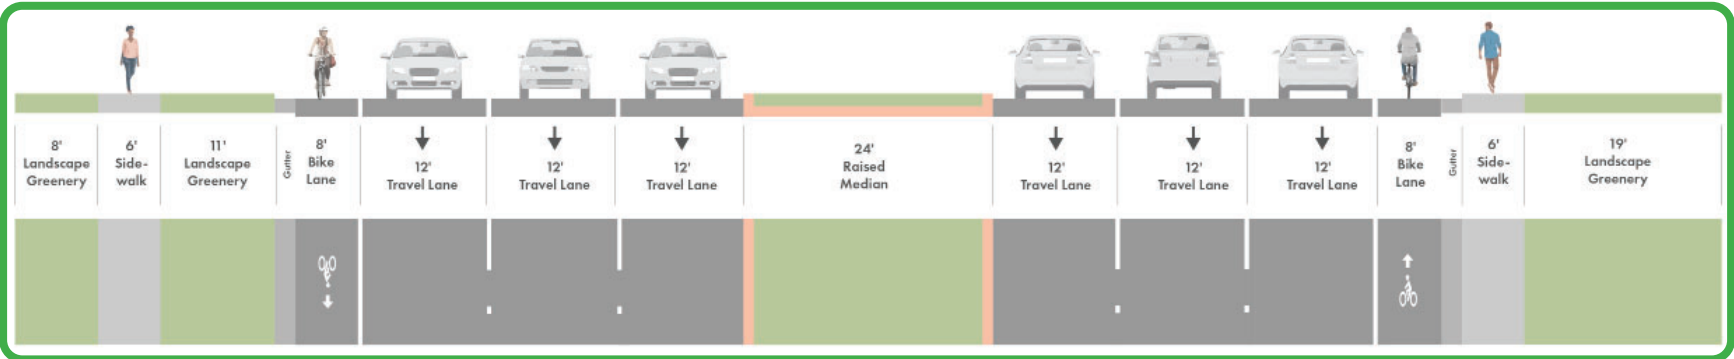 8'
Landscape
Greenery
6'
Side-
walk
11'
Landscape
Greenery
Gutter
8'
Bike
Lane
12'
Travel Lane
12'
Travel Lane
12'
Travel Lane
24'
Raised
Median
12'
Travel Lane
12'
Travel Lane
12'
Travel Lane
8'
Bike
Lane
Gutter
6'
Side-
walk
19'
Landscape
Greenery